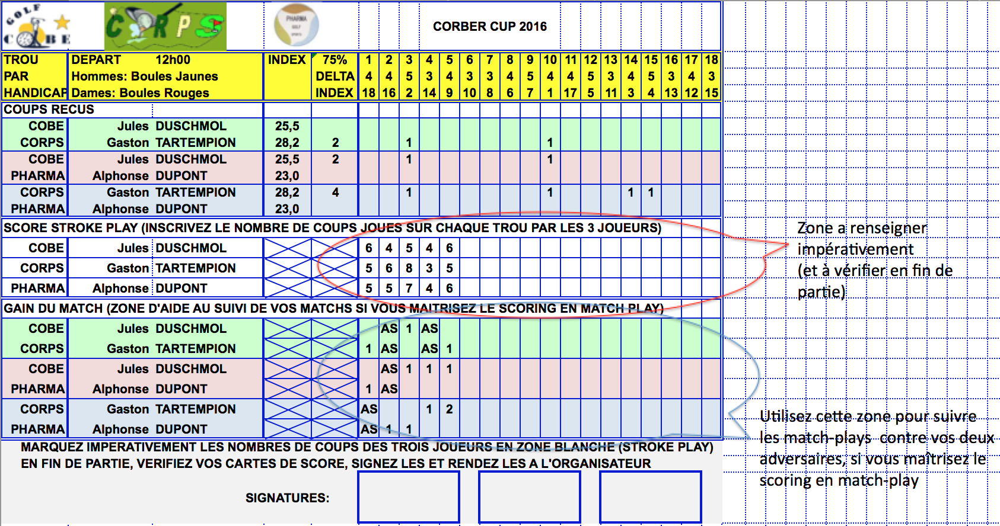 GOLF
COBE
CORPS
PHARMA
GOLF
SPORTS
CORBER CUP 2016
TROU DEPART 12h00 INDEX 75% 1 2 3 4 5 6 7 8 9 10 11 12 13 14 15 16 17 18
PAR Hommes: Boules Jaunes DELTA 4 4 5 3 4 3 3 4 5 4 4 5 3 4 5 3 4 3
HANDICAP Dames: Boules Rouges INDEX 18 16 2 14 9 10 8 6 7 1 17 5 11 3 4 13 12 15
COUPS RECUS
COBE Jules DUSCHMOL 25,5
CORPS Gaston TARTEMPION 28,2 2 1 1
COBE Jules DUSCHMOL 25,5 2 1 1
PHARMA Alphonse DUPONT 23,0
CORPS Gaston TARTEMPION 28,2 4 1 1 1 1
PHARMA Alphonse DUPONT 23,0
SCORE STROKE PLAY (INSCRIVEZ LE NOMBRE DE COUPS JOUES SUR CHAQUE TROU PAR LES 3 JOUEURS)
COBE Jules DUSCHMOL 6 4 5 4 6
CORPS Gaston TARTEMPION 5 6 8 3 5
PHARMA Alphonse DUPONT 5 5 7 4 6
Zone a renseigner
impérativement
(et à vérifier en fin de
partie)
GAIN DU MATCH (ZONE D'AIDE AU SUIVI DE VOS MATCHS SI VOUS MAITRISEZ LE SCORING EN MATCH PLAY)
COBE Jules DUSCHMOL AS 1 AS
CORPS Gaston TARTEMPION 1 AS AS 1
COBE Jules DUSCHMOL AS 1 1 1
PHARMA Alphonse DUPONT 1 AS
CORPS Gaston TARTEMPION AS 1 2
PHARMA Alphonse DUPONT AS 1 1
Utilisez cette zone pour suivre
les match-plays contre vos deux
adversaires, si vous maîtrisez le
scoring en match-play
MARQUEZ IMPERATIVEMENT LES NOMBRES DE COUPS DES TROIS JOUEURS EN ZONE BLANCHE (STROKE PLAY)
EN FIN DE PARTIE, VERIFIEZ VOS CARTES DE SCORE, SIGNEZ LES ET RENDEZ LES A L'ORGANISATEUR
SIGNATURES: